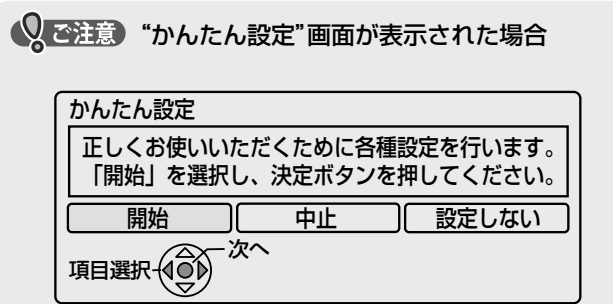 ご注意 “かんたん設定”画面が表示された場合
かんたん設定
正しくお使いいただくために各種設定を行います。
「開始」を選択し、決定ボタンを押してください。
開始 中止 設定しない
次へ
項目選択